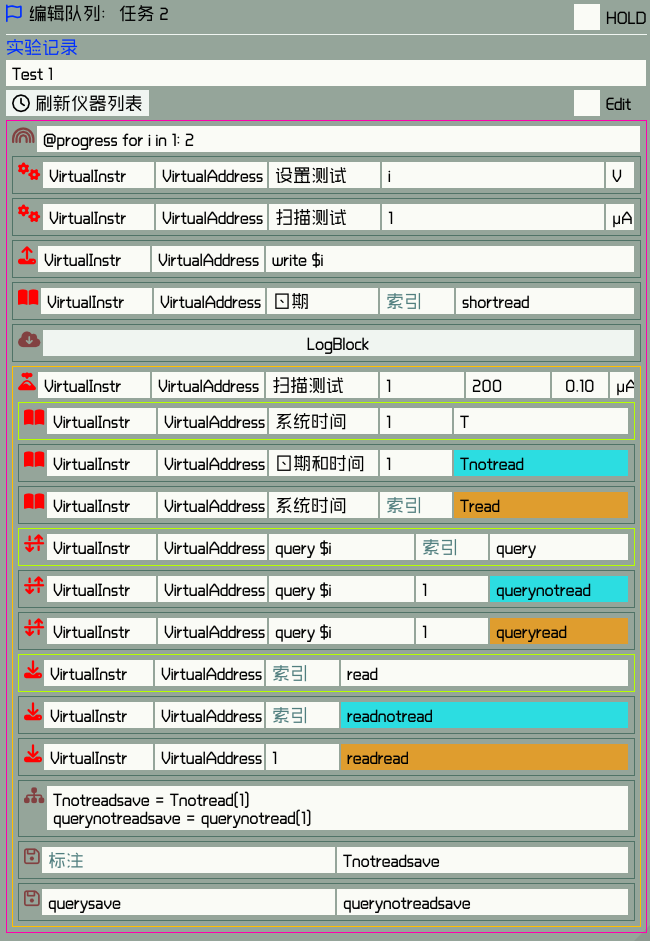 编辑队列: 任务 2
HOLD
实验记录
Test 1
刷新仪器列表
Edit
@progress for i in 1: 2
VirtualInstr VirtualAddress 设置测试 i V
VirtualInstr VirtualAddress 扫描测试 1 μA
VirtualInstr VirtualAddress write $i
VirtualInstr VirtualAddress 日期 索引 shortread
LogBlock
VirtualInstr VirtualAddress 扫描测试 1 200 0.10 μA
VirtualInstr VirtualAddress 系统时间 1 T
VirtualInstr VirtualAddress 日期和时间 1 Tnotread
VirtualInstr VirtualAddress 系统时间 索引 Tread
VirtualInstr VirtualAddress query $i 索引 query
VirtualInstr VirtualAddress query $i 1 querynotread
VirtualInstr VirtualAddress query $i 1 queryread
VirtualInstr VirtualAddress 索引 read
VirtualInstr VirtualAddress 索引 readnotread
VirtualInstr VirtualAddress 1 readread
Tnotreadsave = Tnotread[1]
querynotreadsave = querynotread[1]
标注 Tnotreadsave
querysave querynotreadsave